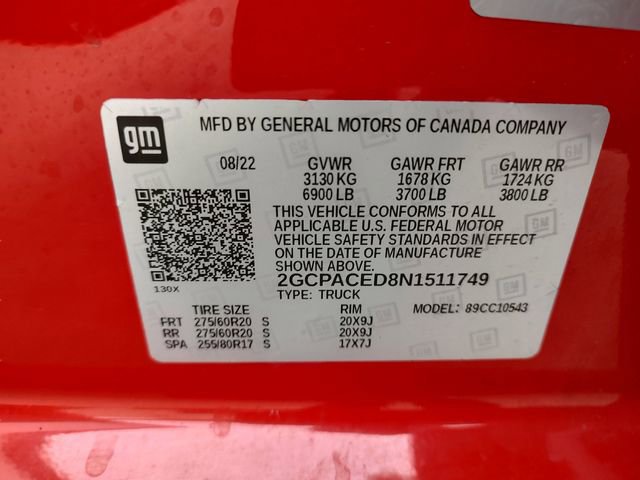 gm
MFD BY GENERAL MOTORS OF CANADA COMPANY
08/22 GVWR GAWR FRT GAWR RR
3130 KG 1678 KG 1724 KG
6900 LB 3700 LB 3800 LB
THIS VEHICLE CONFORMS TO ALL
APPLICABLE U.S. FEDERAL MOTOR
VEHICLE SAFETY STANDARDS IN EFFECT
ON THE DATE OF MANUFACTURE
SHOWN ABOVE.
130X
2GCPACED8N1511749
TYPE: TRUCK
MODEL: 89CC10543
TIRE SIZE RIM
FRT 275/60R20 S 20X9J
RR 275/60R20 S 20X9J
SPA 255/80R17 S 17X7J